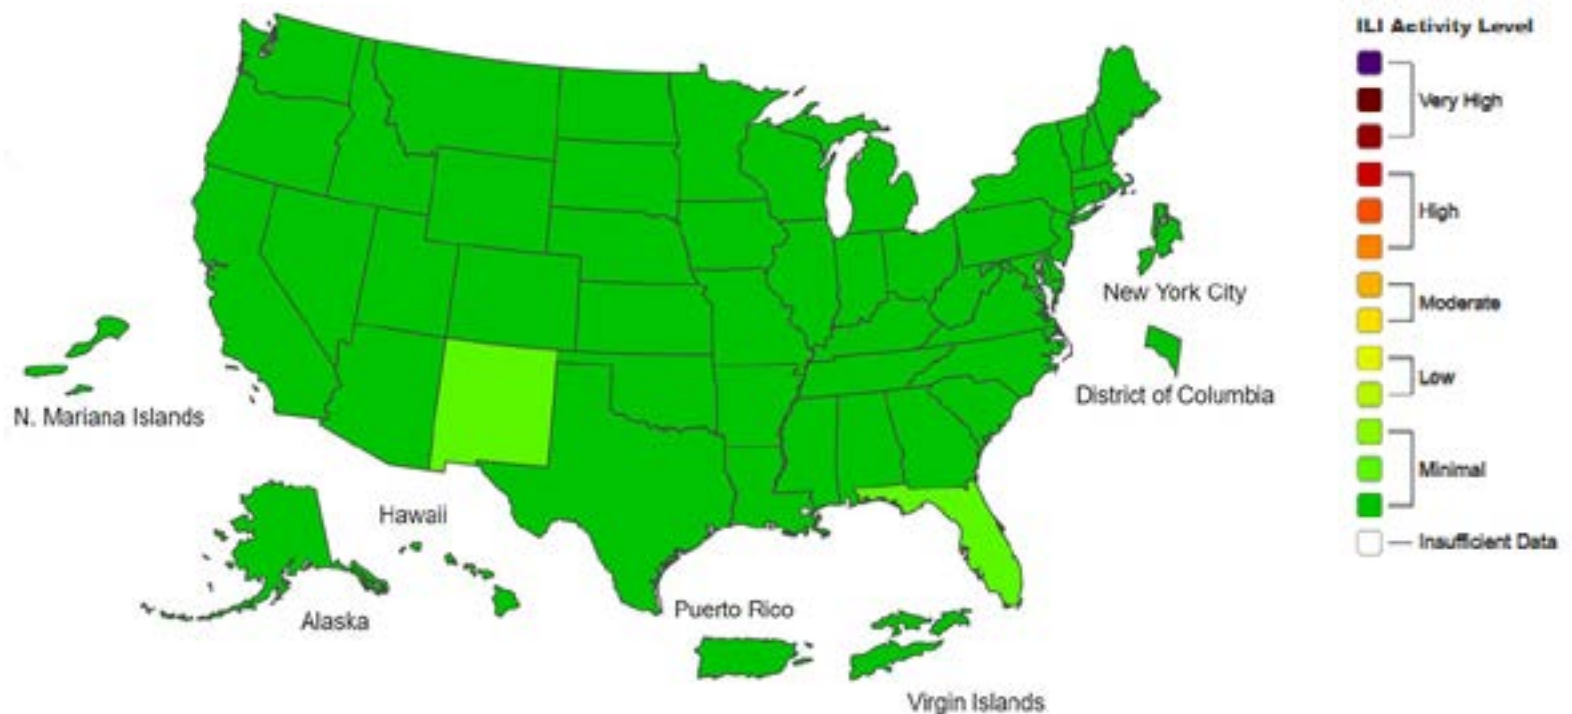 ILI Activity Level
Very High
High
New York City
Moderate
Low
District of Columbia
N. Mariana Islands
Minimal
Hawaii
Insufficient Data
Puerto Rico
Alaska
Virgin Islands